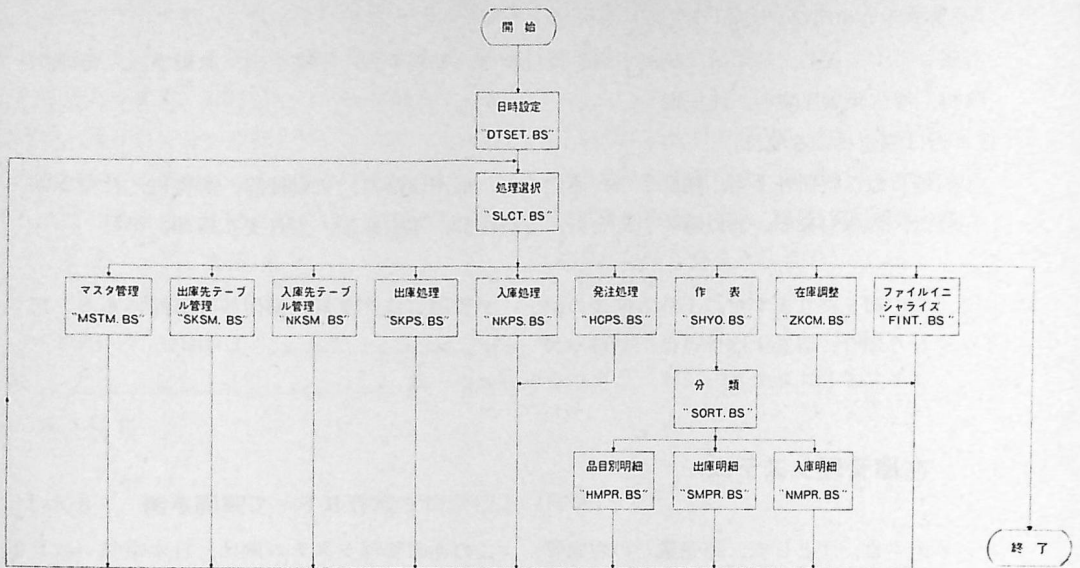 開 始
日時設定
"DTSET.BS"
処理選択
"SLCT.BS"
マスタ管理
"MSTM.BS"
出庫先テーブ
ル管理
"SKSM.BS"
入庫先テーブ
ル管理
"NKSM.BS"
出庫処理
"SKPS.BS"
入庫処理
"NKPS.BS"
発注処理
"HCPS.BS"
作 表
"SHYO.BS"
在庫調整
"ZKCM.BS"
ファイルイニ
シャライズ
"FINT.BS"
分 類
"SORT.BS"
品目別明細
"HMPR.BS"
出庫明細
"SMPR.BS"
入庫明細
"NMPR.BS"
終 了